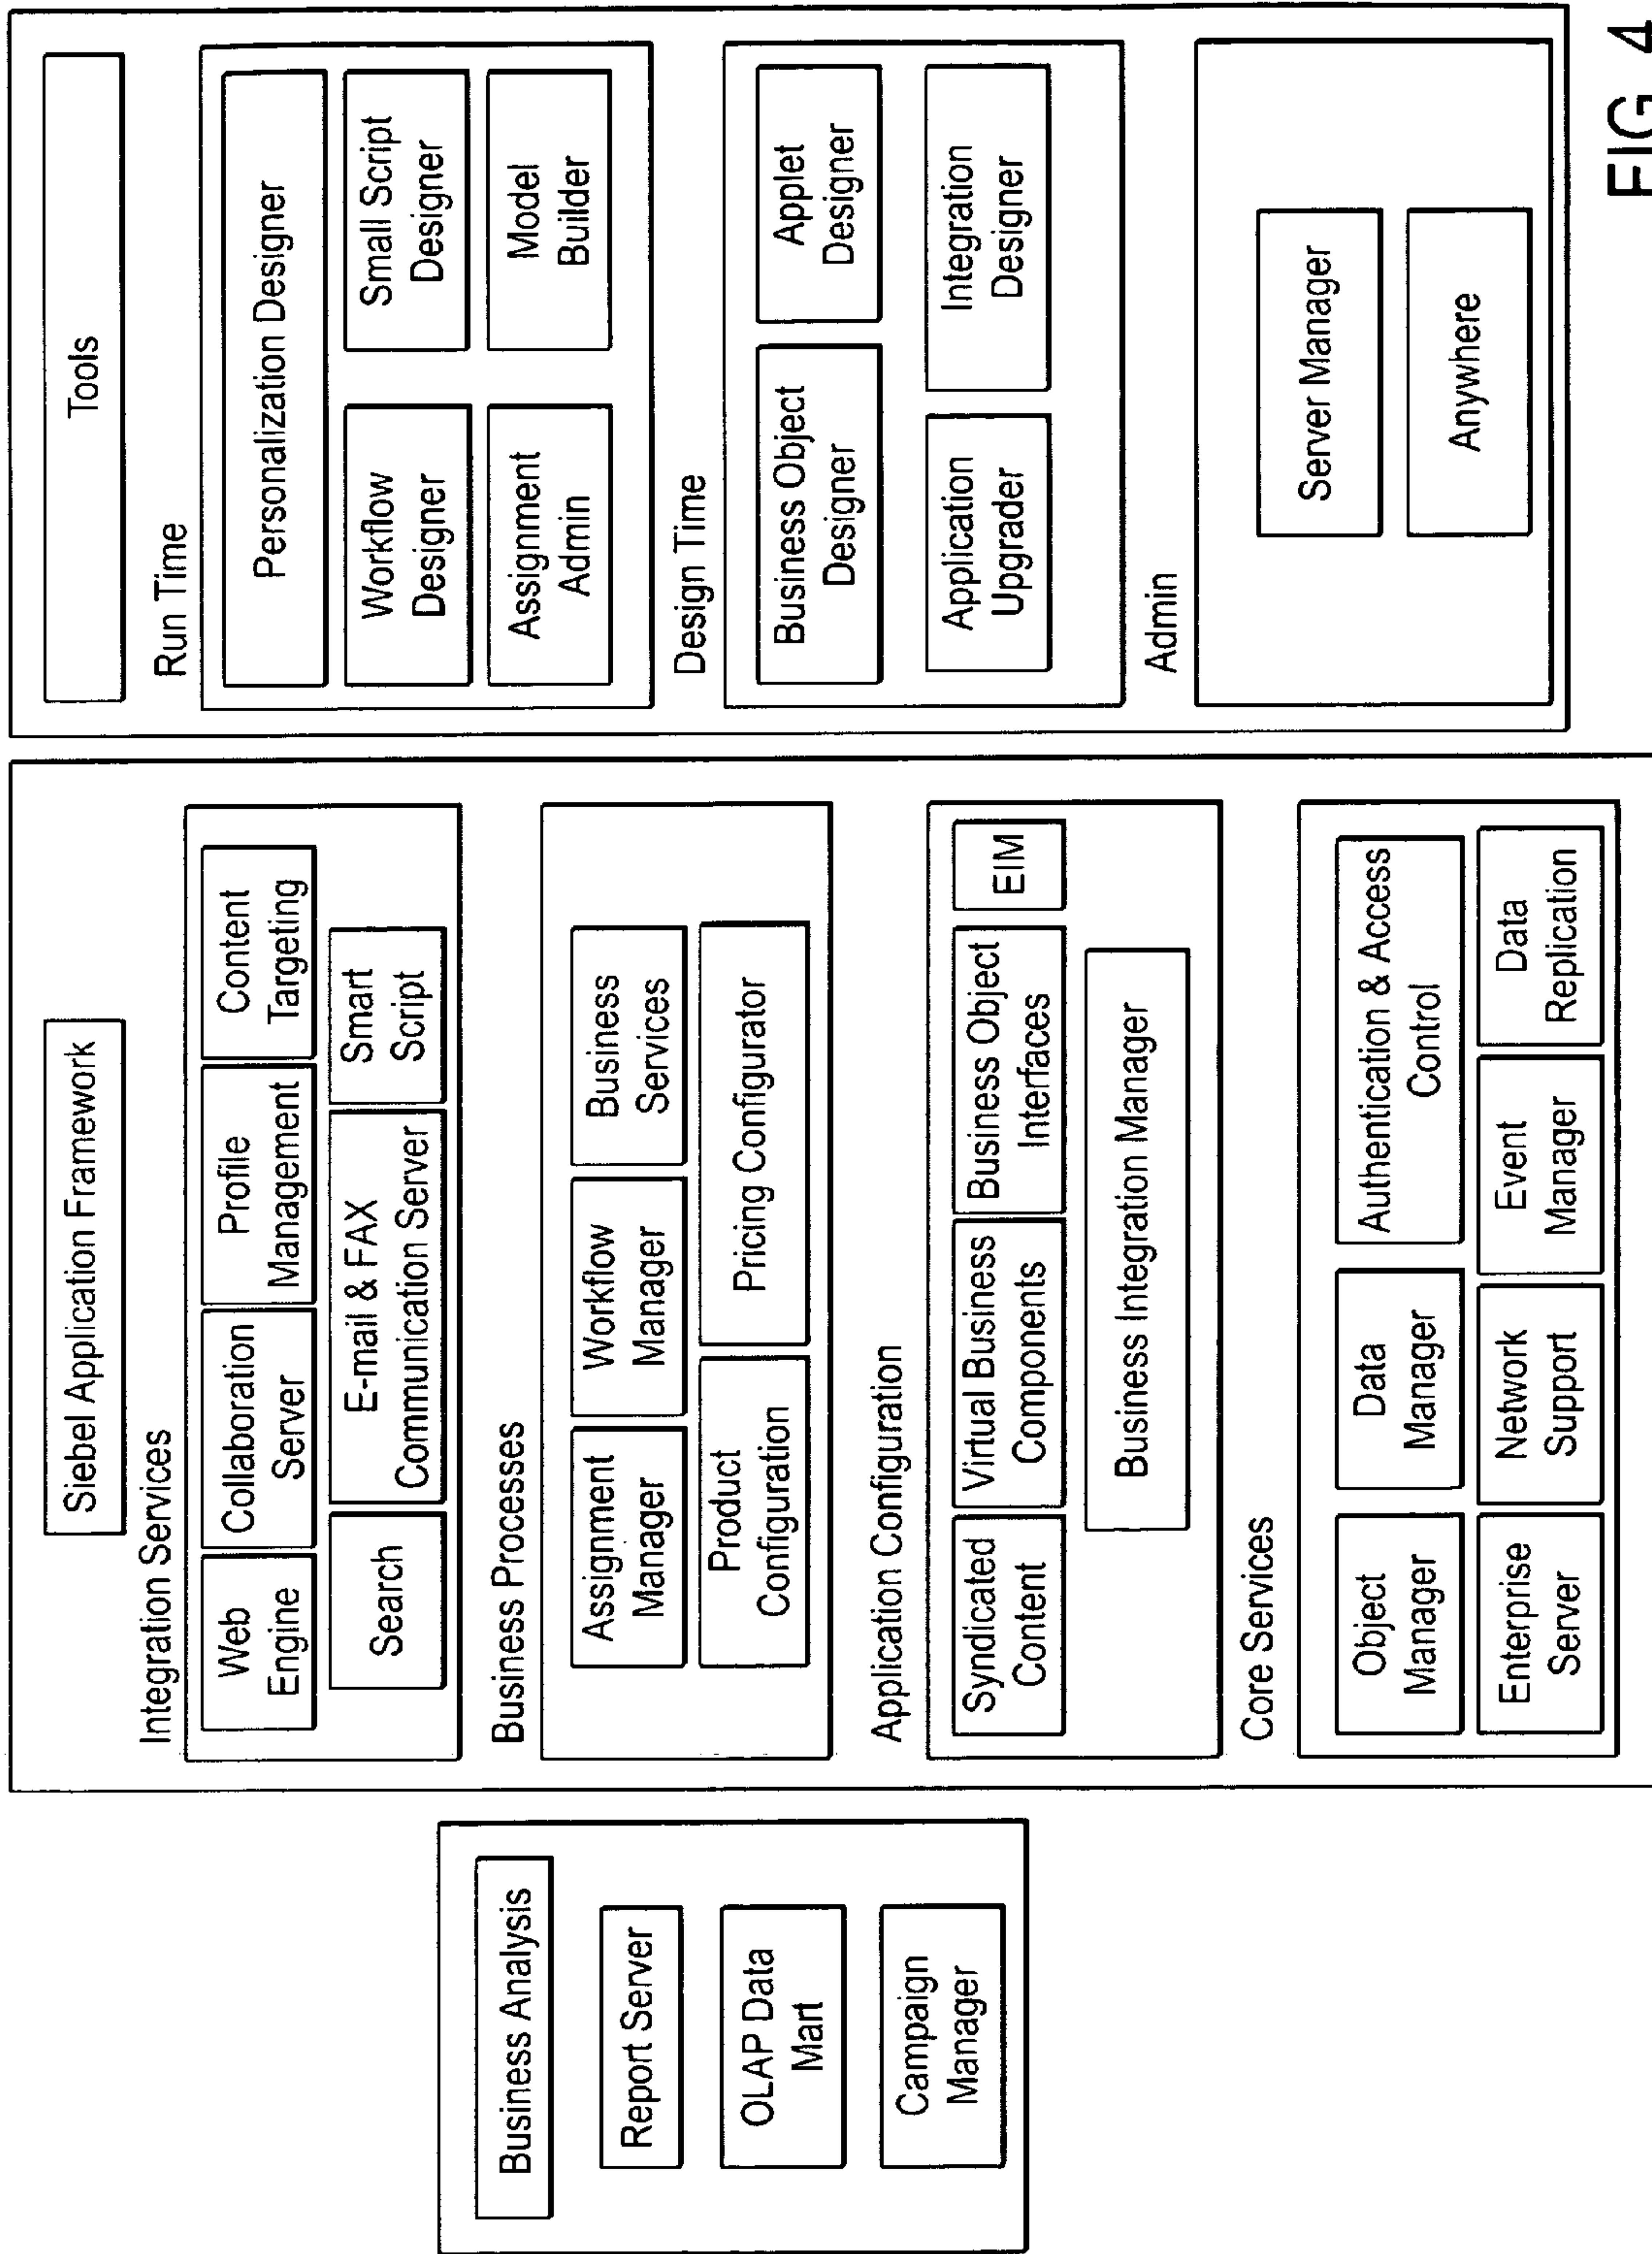 Business Analysis
Report Server
OLAP Data
Mart
Campaign
Manager
Siebel Application Framework
Integration Services
Web
Engine
Collaboration
Server
Profile
Management
Content
Targeting
Search
E-mail & FAX
Communication Server
Smart
Script
Business Processes
Assignment
Manager
Workflow
Manager
Business
Services
Product
Configuration
Pricing Configurator
Application Configuration
Syndicated
Content
Virtual Business
Components
Business Object
Interfaces
EIM
Business Integration Manager
Core Services
Object
Manager
Data
Manager
Authentication & Access
Control
Enterprise
Server
Network
Support
Event
Manager
Data
Replication
Tools
Run Time
Personalization Designer
Workflow
Designer
Small Script
Designer
Assignment
Admin
Model
Builder
Design Time
Business Object
Designer
Applet
Designer
Application
Upgrader
Integration
Designer
Admin
Server Manager
Anywhere
FIG. 4